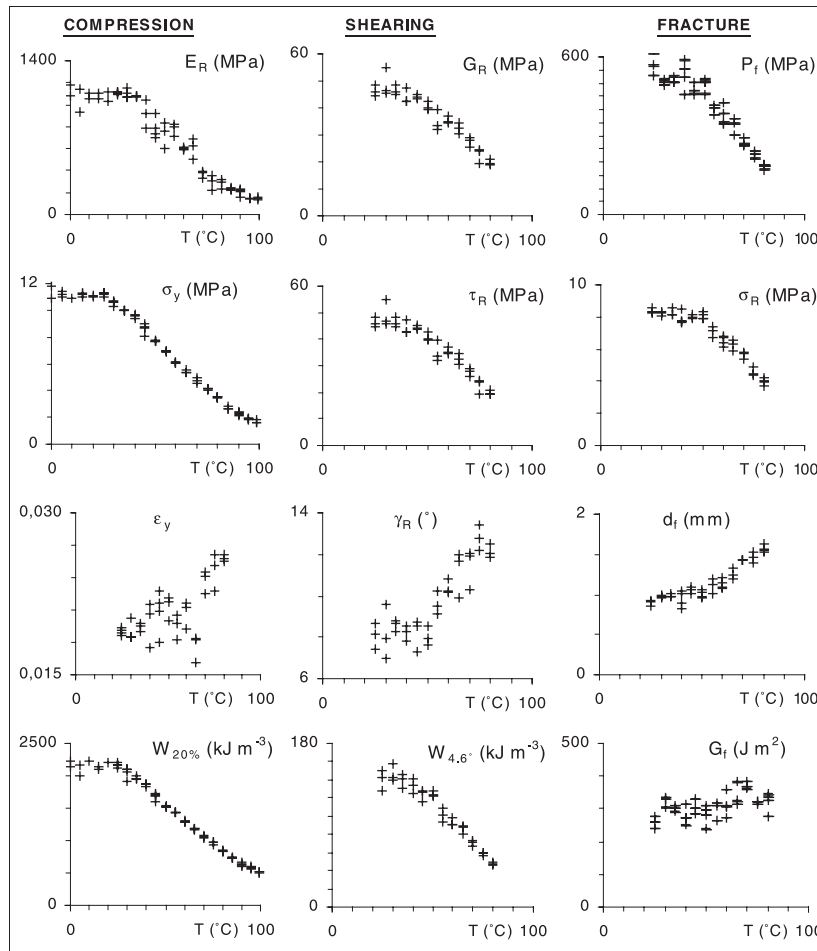 COMPRESSION SHEARING FRACTURE
1400 E_R (MPa) 60 G_R (MPa) 600 P_f (MPa)
0 0 0
T (°C) T (°C) T (°C)
0 100 0 100 0 100
12 σ_y (MPa) 60 τ_R (MPa) 10 σ_R (MPa)
0 0 0
T (°C) T (°C) T (°C)
0 100 0 100 0 100
0,030 ε_y 14 γ_R (°) 2 d_f (mm)
0,015 6 0
T (°C) T (°C) T (°C)
0 100 0 100 0 100
2500 W_20% (kJ m⁻³) 180 W_4.6° (kJ m⁻³) 500 G_f (J m²)
0 0 0
T (°C) T (°C) T (°C)
0 100 0 100 0 100